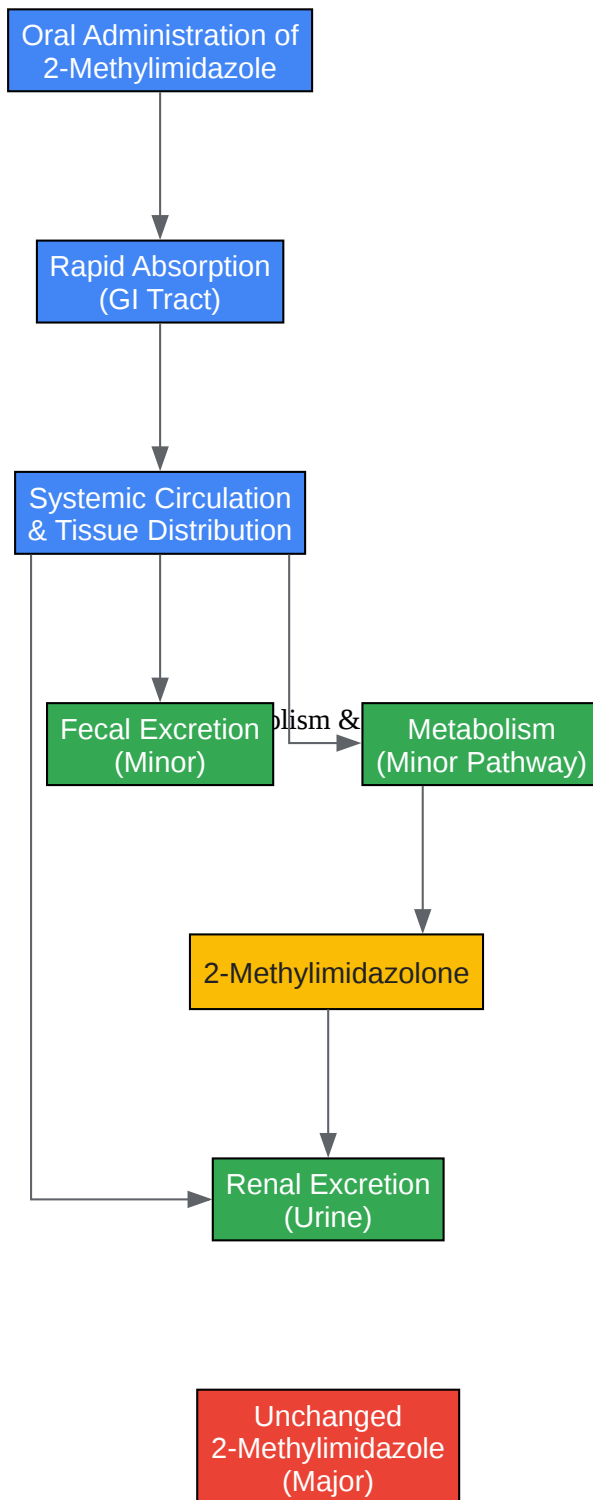 Oral Administration of
2-Methylimidazole
Rapid Absorption
(GI Tract)
Systemic Circulation
& Tissue Distribution
Fecal Excretion
(Minor)
&
Metabolism
(Minor Pathway)
2-Methylimidazolone
Renal Excretion
(Urine)
Unchanged
2-Methylimidazole
(Major)